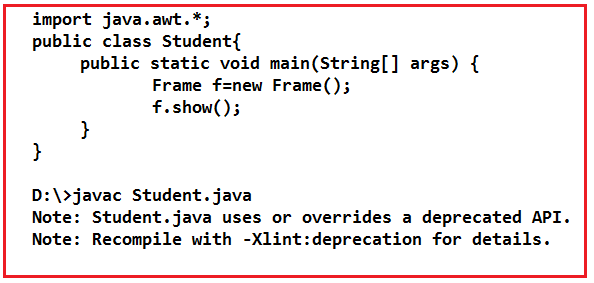 import java.awt.*;
public class Student{
public static void main(String[] args) {
Frame f=new Frame();
f.show();
}
}
D:\>javac Student.java
Note: Student.java uses or overrides a deprecated API.
Note: Recompile with -Xlint:deprecation for details.